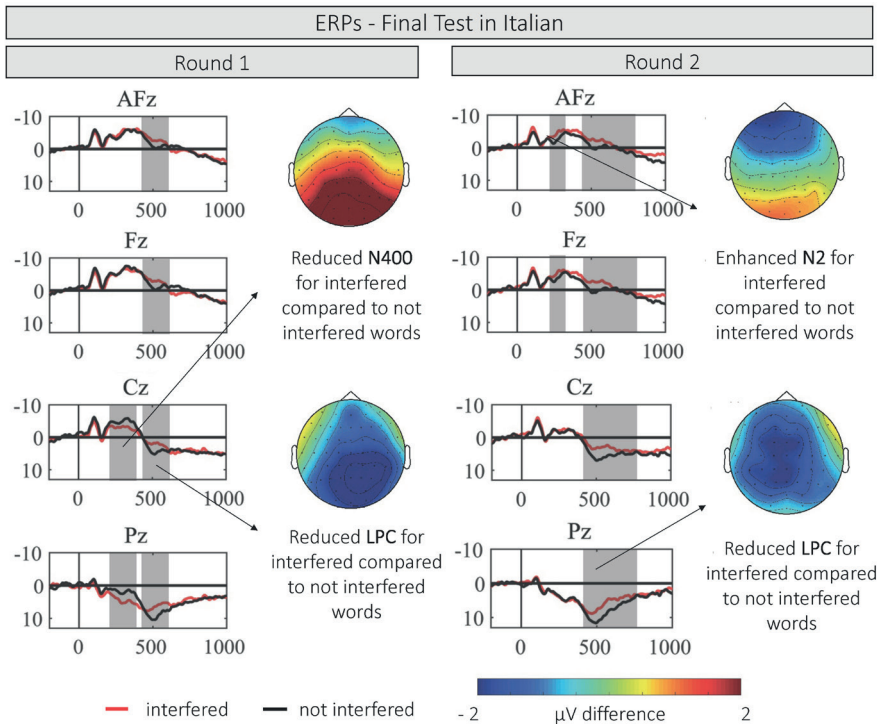 ERPs - Final Test in Italian
Round 1
AFz
-10
0
10
0 500 1000
Reduced N400
for interfered
compared to not
interfered words
Fz
-10
0
10
0 500 1000
Cz
-10
0
10
0 500 1000
Reduced LPC for
interfered compared
to not interfered
words
Pz
-10
0
10
0 500 1000
Round 2
AFz
-10
0
10
0 500 1000
Enhanced N2 for
interfered
compared to not
interfered words
Fz
-10
0
10
0 500 1000
Cz
-10
0
10
0 500 1000
Reduced LPC for
interfered compared
to not interfered
words
Pz
-10
0
10
0 500 1000
interfered not interfered
- 2 µV difference 2